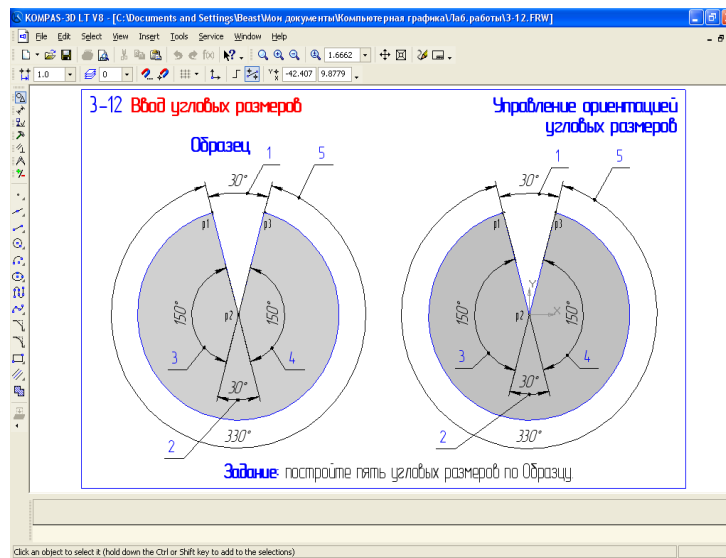 KOMPAS-3D LT V8 - [C:\Documents and Settings\Beast\Мои документы\Компьютерная графика\Лаб.работы\3-12.FRW]
File Edit Select View Insert Tools Service Window Help
1.6662
1.0 0 -42.407 9.8779
3-12 Ввод угловых размеров
Управление ориентацией
угловых размеров
Образец
1 5 1 5
30° 30°
p1 p3 p1 p3
Y
X
150° 150° 150° 150°
p2 p2
3 4 3 4
30° 30°
2 330° 2 330°
Задание: постройте пять угловых размеров по Образцу
Click an object to select it (hold down the Ctrl or Shift key to add to the selections)